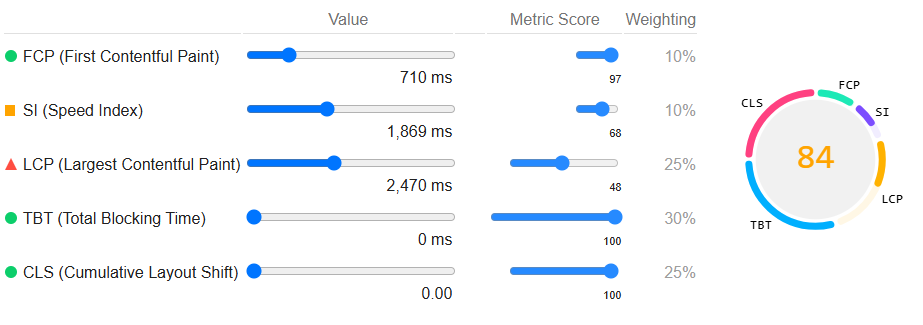 Value Metric Score Weighting
FCP (First Contentful Paint) 10%
710 ms 97
SI (Speed Index) 10%
1,869 ms 68
LCP (Largest Contentful Paint) 25%
2,470 ms 48
TBT (Total Blocking Time) 30%
0 ms 100
CLS (Cumulative Layout Shift) 25%
0.00 100
FCP
SI
CLS
84
LCP
TBT